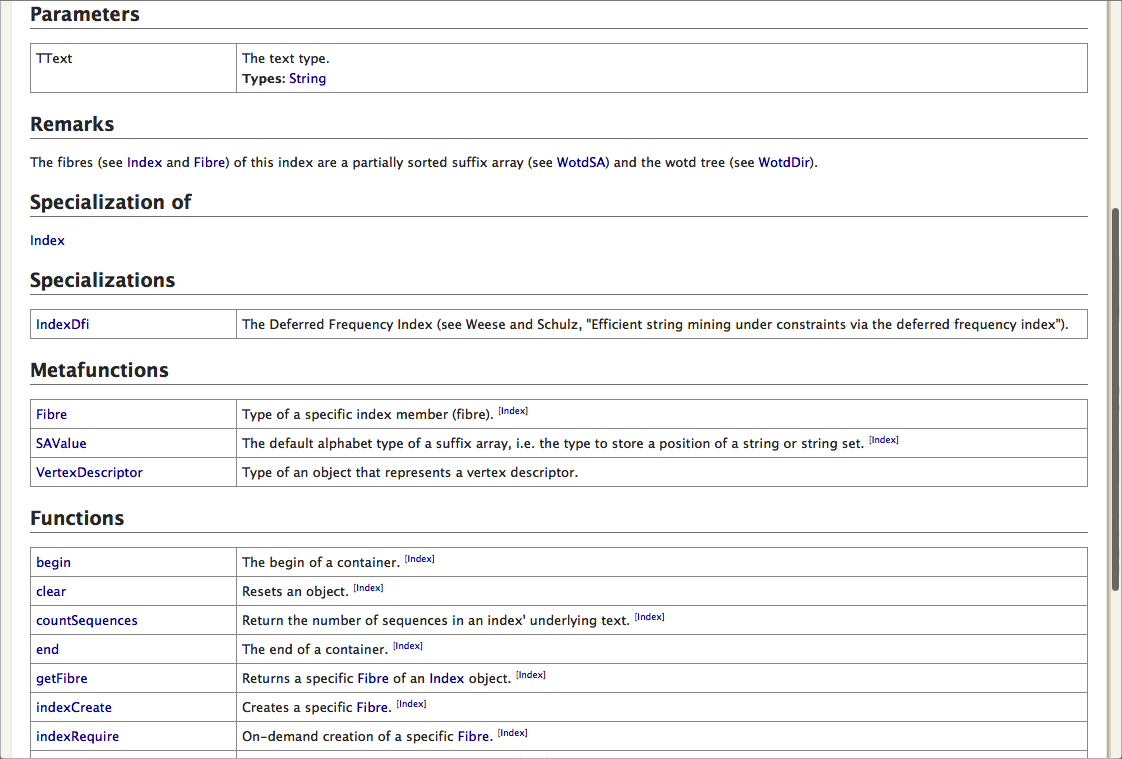 Parameters
TText
The text type.
Types: String
Remarks
The fibres (see Index and Fibre) of this index are a partially sorted suffix array (see WotdSA) and the wotd tree (see WotdDir).
Specialization of
Index
Specializations
IndexDfi
The Deferred Frequency Index (see Weese and Schulz, "Efficient string mining under constraints via the deferred frequency index").
Metafunctions
Fibre
Type of a specific index member (fibre). [Index]
SAValue
The default alphabet type of a suffix array, i.e. the type to store a position of a string or string set. [Index]
VertexDescriptor
Type of an object that represents a vertex descriptor.
Functions
begin
The begin of a container. [Index]
clear
Resets an object. [Index]
countSequences
Return the number of sequences in an index' underlying text. [Index]
end
The end of a container. [Index]
getFibre
Returns a specific Fibre of an Index object. [Index]
indexCreate
Creates a specific Fibre. [Index]
indexRequire
On-demand creation of a specific Fibre. [Index]